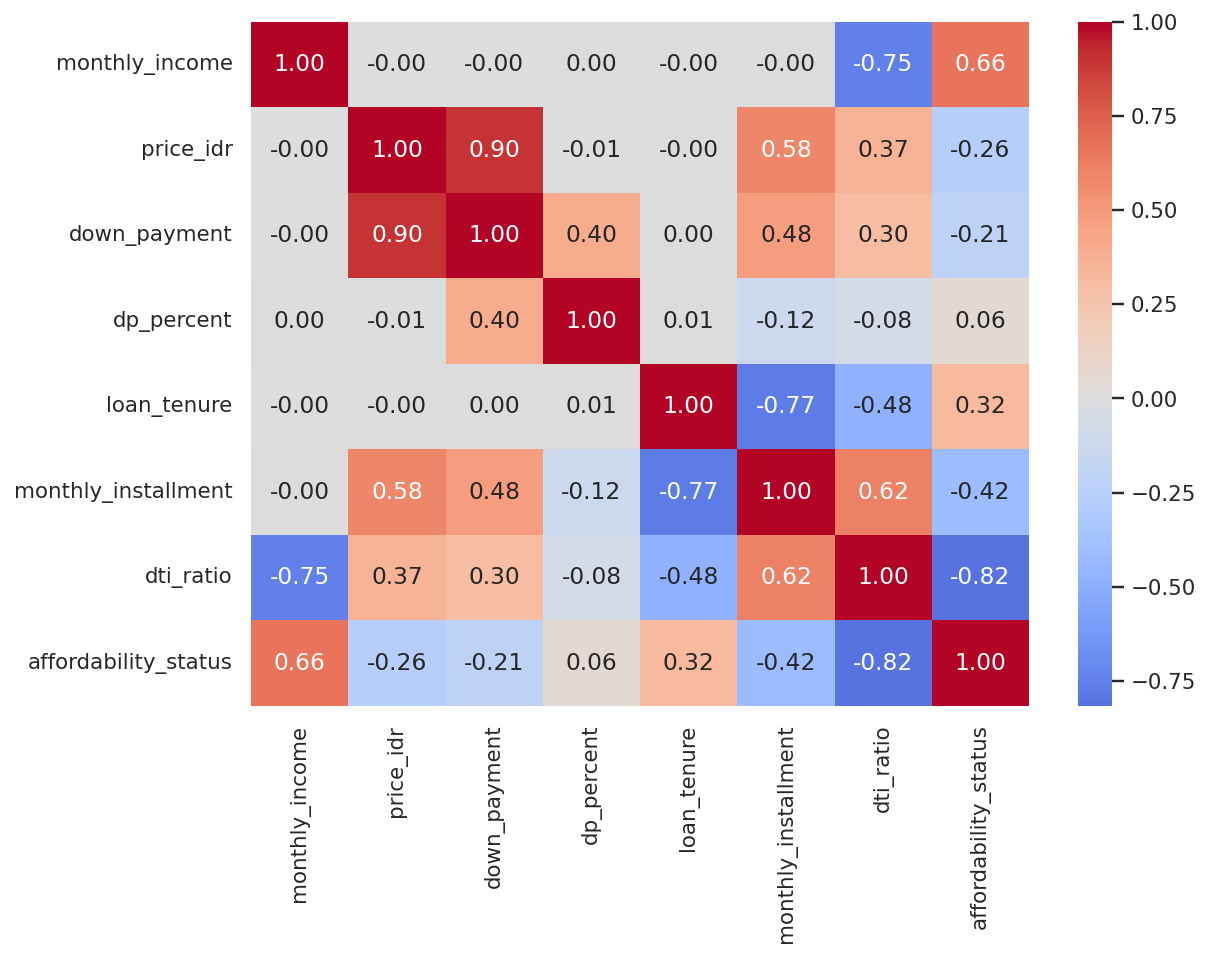 monthly_income 1.00 -0.00 -0.00 0.00 -0.00 -0.00 -0.75 0.66
price_idr -0.00 1.00 0.90 -0.01 -0.00 0.58 0.37 -0.26
down_payment -0.00 0.90 1.00 0.40 0.00 0.48 0.30 -0.21
dp_percent 0.00 -0.01 0.40 1.00 0.01 -0.12 -0.08 0.06
loan_tenure -0.00 -0.00 0.00 0.01 1.00 -0.77 -0.48 0.32
monthly_installment -0.00 0.58 0.48 -0.12 -0.77 1.00 0.62 -0.42
dti_ratio -0.75 0.37 0.30 -0.08 -0.48 0.62 1.00 -0.82
affordability_status 0.66 -0.26 -0.21 0.06 0.32 -0.42 -0.82 1.00
monthly_income
price_idr
down_payment
dp_percent
loan_tenure
monthly_installment
dti_ratio
affordability_status
1.00
0.75
0.50
0.25
0.00
−0.25
−0.50
−0.75